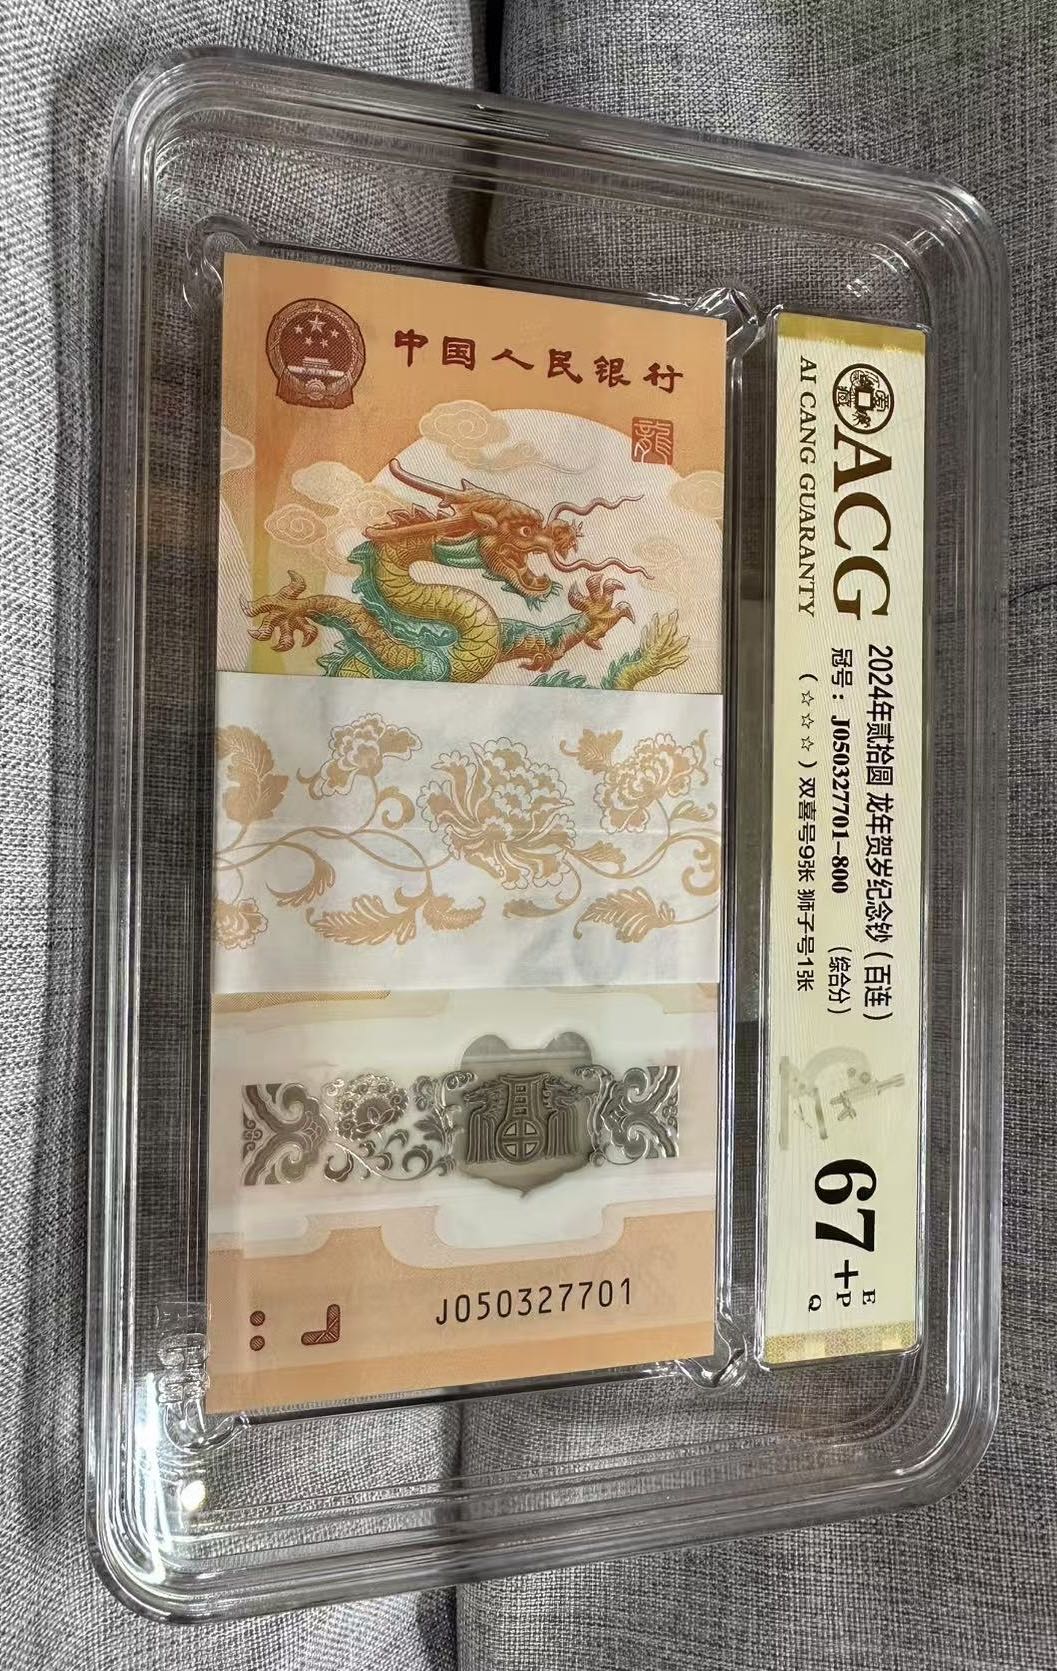 中国人民银行
龍
J050327701
ACG
AI CANG GUARANTY
2024年贰拾圆 龙年贺岁纪念钞（百连）
冠号：J050327701-800 （综合分）
（☆☆☆）双喜号9张 狮子号1张
67+
E
P
Q